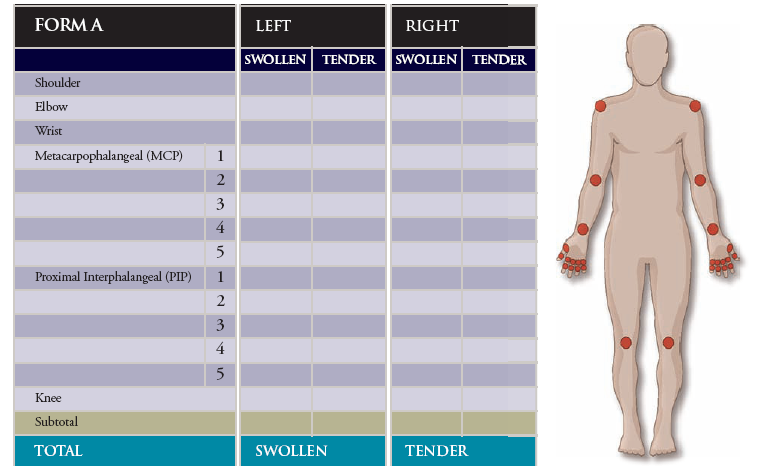 FORM A LEFT RIGHT
SWOLLEN TENDER SWOLLEN TENDER
Shoulder
Elbow
Wrist
Metacarpophalangeal (MCP) 1
2
3
4
5
Proximal Interphalangeal (PIP) 1
2
3
4
5
Knee
Subtotal
TOTAL SWOLLEN TENDER